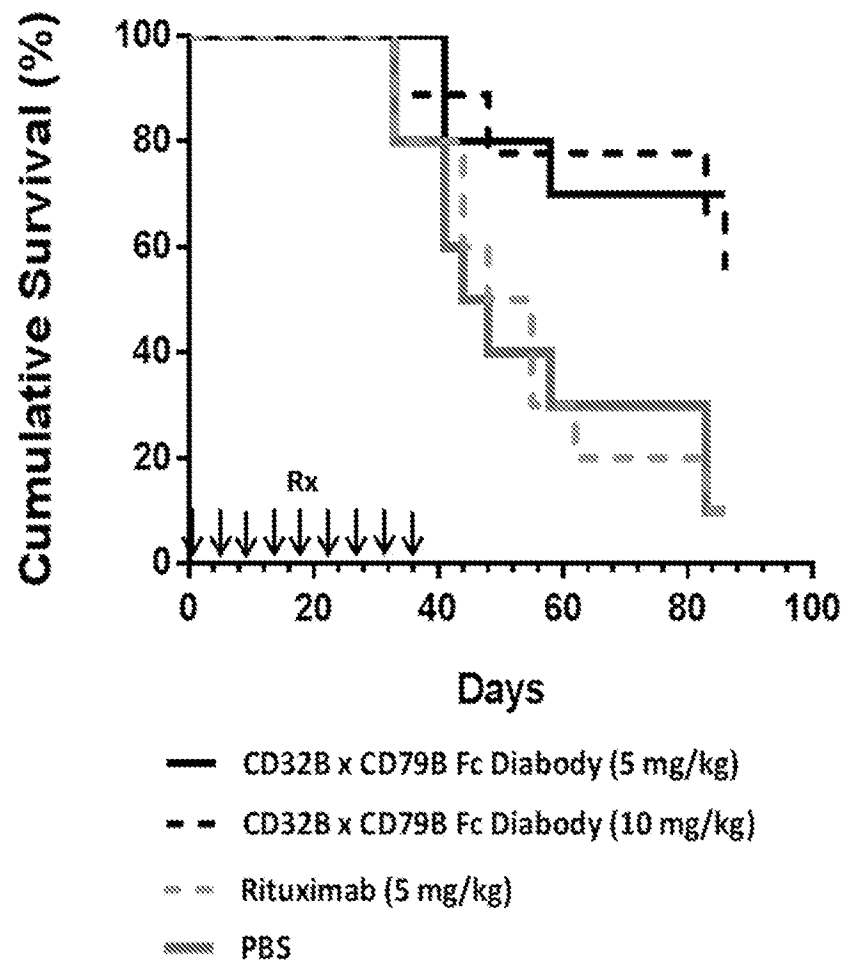 Cumulative Survival (%)
100
80
60
40
20
0
Rx
0 20 40 60 80 100
Days
CD32B x CD79B Fc Diabody (5 mg/kg)
CD32B x CD79B Fc Diabody (10 mg/kg)
Rituximab (5 mg/kg)
PBS